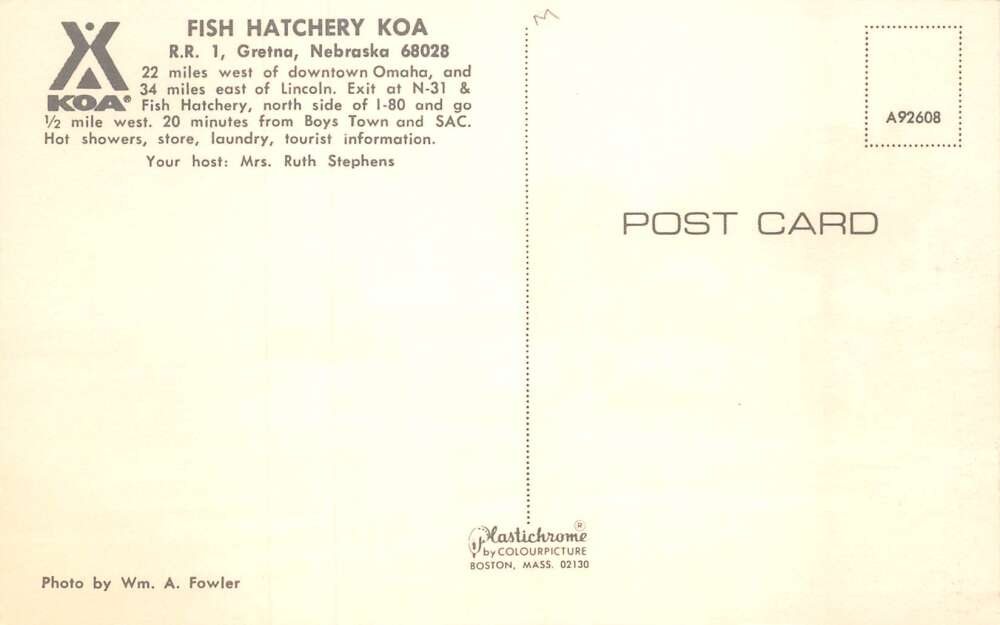 FISH HATCHERY KOA
R.R. 1, Gretna, Nebraska 68028
22 miles west of downtown Omaha, and
34 miles east of Lincoln. Exit at N-31 &
KOA® Fish Hatchery, north side of I-80 and go
½ mile west. 20 minutes from Boys Town and SAC.
Hot showers, store, laundry, tourist information.
Your host: Mrs. Ruth Stephens
M
A92608
POST CARD
Plastichrome®
by COLOURPICTURE
BOSTON, MASS. 02130
Photo by Wm. A. Fowler